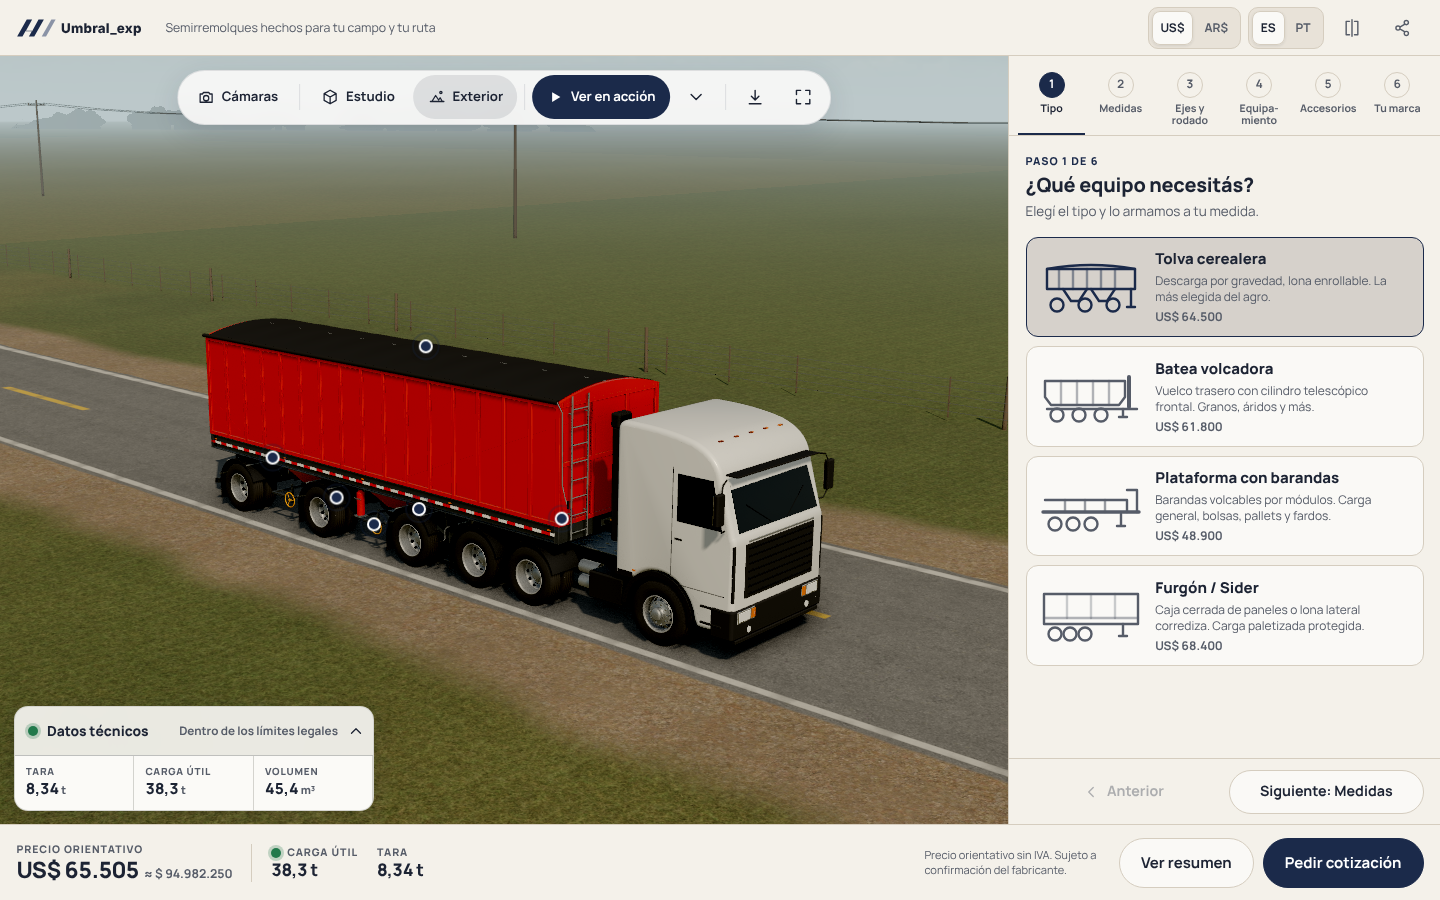 Umbral_exp
Semirremolques hechos para tu campo y tu ruta
US$ AR$
ES PT
Cámaras
Estudio
Exterior
Ver en acción
1 Tipo
2 Medidas
3 Ejes y
rodado
4 Equipa-
miento
5 Accesorios
6 Tu marca
PASO 1 DE 6
¿Qué equipo necesitás?
Elegí el tipo y lo armamos a tu medida.
Tolva cerealera
Descarga por gravedad, lona enrollable. La
más elegida del agro.
US$ 64.500
Batea volcadora
Vuelco trasero con cilindro telescópico
frontal. Granos, áridos y más.
US$ 61.800
Plataforma con barandas
Barandas volcables por módulos. Carga
general, bolsas, pallets y fardos.
US$ 48.900
Furgón / Sider
Caja cerrada de paneles o lona lateral
corrediza. Carga paletizada protegida.
US$ 68.400
Anterior
Siguiente: Medidas
Datos técnicos
Dentro de los límites legales
TARA
8,34 t
CARGA ÚTIL
38,3 t
VOLUMEN
45,4 m³
PRECIO ORIENTATIVO
US$ 65.505 ≈ $ 94.982.250
CARGA ÚTIL
38,3 t
TARA
8,34 t
Precio orientativo sin IVA. Sujeto a
confirmación del fabricante.
Ver resumen
Pedir cotización